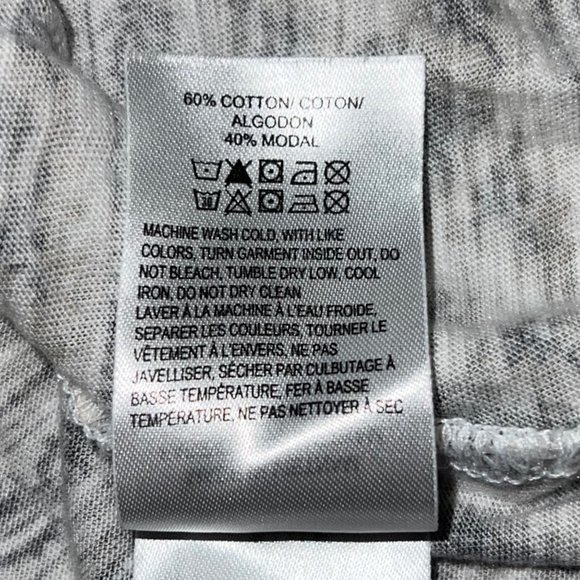 60% COTTON/ COTON/
ALGODON
40% MODAL
30
MACHINE WASH COLD, WITH LIKE
COLORS, TURN GARMENT INSIDE OUT, DO
NOT BLEACH, TUMBLE DRY LOW, COOL
IRON, DO NOT DRY CLEAN
LAVER À LA MACHINE À L'EAU FROIDE,
SÉPARER LES COULEURS, TOURNER LE
VÊTEMENT À L'ENVERS, NE PAS
JAVELLISER, SÉCHER PAR CULBUTAGE À
BASSE TEMPÉRATURE, FER À BASSE
TEMPÉRATURE, NE PAS NETTOYER À SEC